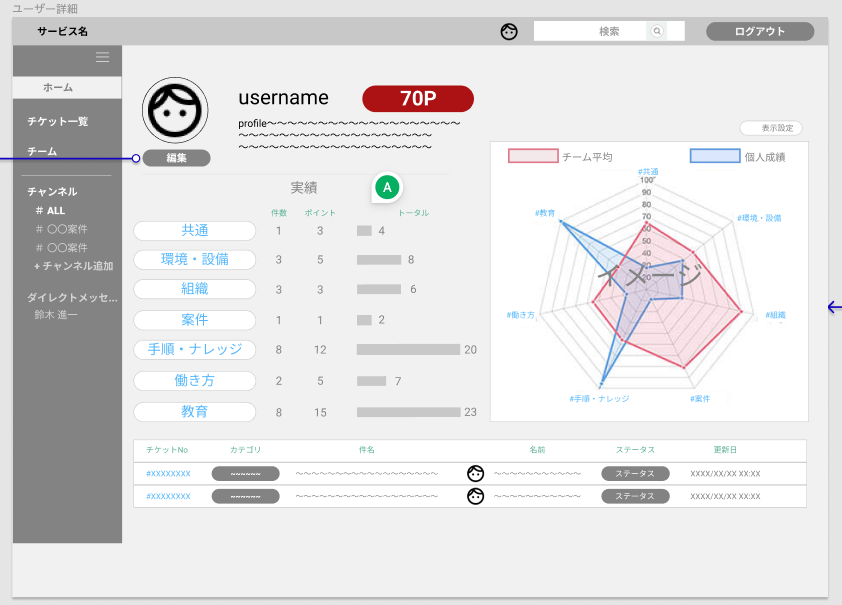 ユーザー詳細
サービス名
検索
ログアウト
ホーム
チケット一覧
チーム
チャンネル
# ALL
# 〇〇案件
# 〇〇案件
+ チャンネル追加
ダイレクトメッセ...
鈴木 進一
編集
username
70P
profile〜〜〜〜〜〜〜〜〜〜〜〜〜〜〜〜〜
〜〜〜〜〜〜〜〜〜〜〜〜〜〜〜〜〜
〜〜〜〜〜〜〜〜〜〜〜〜〜〜〜〜〜
実績
A
件数 ポイント トータル
共通 1 3 4
環境・設備 3 5 8
組織 3 3 6
案件 1 1 2
手順・ナレッジ 8 12 20
働き方 2 5 7
教育 8 15 23
表示設定
チーム平均 個人成績
#共通
100
90
80
70
60
50
40
30
20
#教育
#環境・設備
イメージ
#働き方
#組織
#手順・ナレッジ
#案件
チケットNo カテゴリ 件名 名前 ステータス 更新日
#XXXXXXXX 〜〜〜〜〜〜 〜〜〜〜〜〜〜〜〜〜〜〜〜〜〜 〜〜〜〜〜〜〜〜〜 ステータス XXXX/XX/XX XX:XX
#XXXXXXXX 〜〜〜〜〜〜 〜〜〜〜〜〜〜〜〜〜〜〜〜〜〜 〜〜〜〜〜〜〜〜〜 ステータス XXXX/XX/XX XX:XX